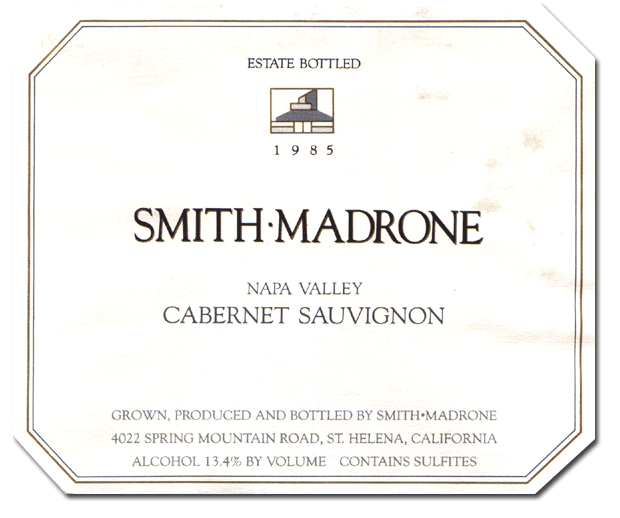 ESTATE BOTTLED
1985
SMITH·MADRONE
NAPA VALLEY
CABERNET SAUVIGNON
GROWN, PRODUCED AND BOTTLED BY SMITH•MADRONE
4022 SPRING MOUNTAIN ROAD, ST. HELENA, CALIFORNIA
ALCOHOL 13.4% BY VOLUME CONTAINS SULFITES